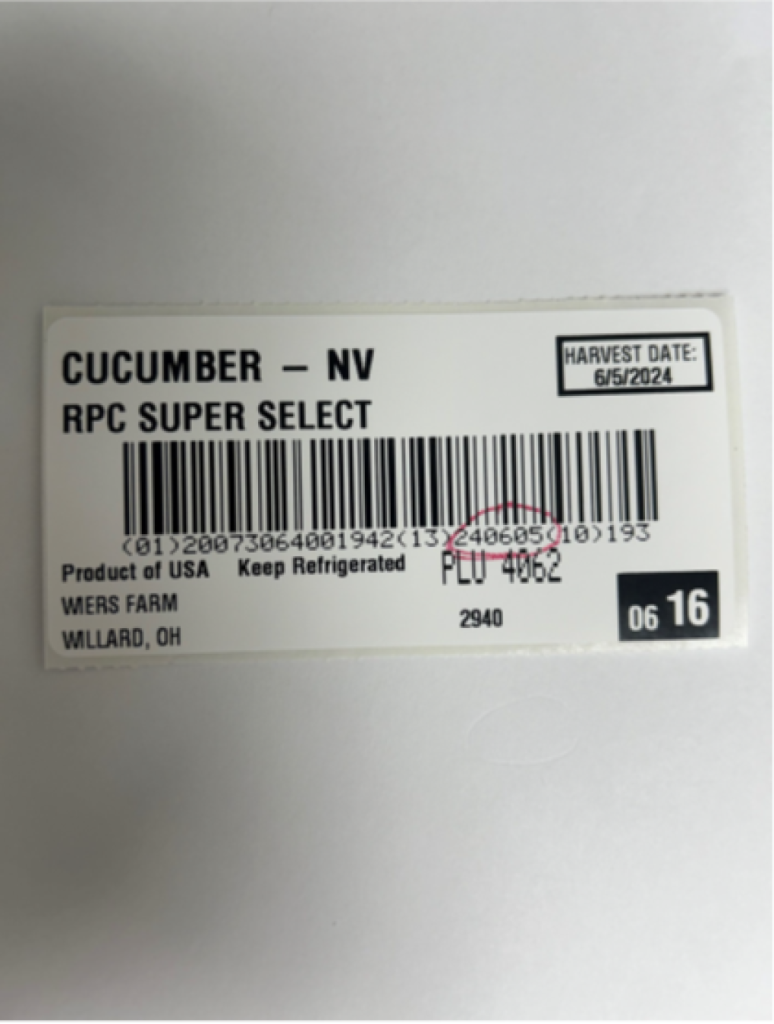 CUCUMBER – NV
HARVEST DATE:
6/5/2024
RPC SUPER SELECT
(01)20073064001942(13)240605(10)193
Product of USA Keep Refrigerated
PLU 4062
WIERS FARM
2940
06 16
WILLARD, OH